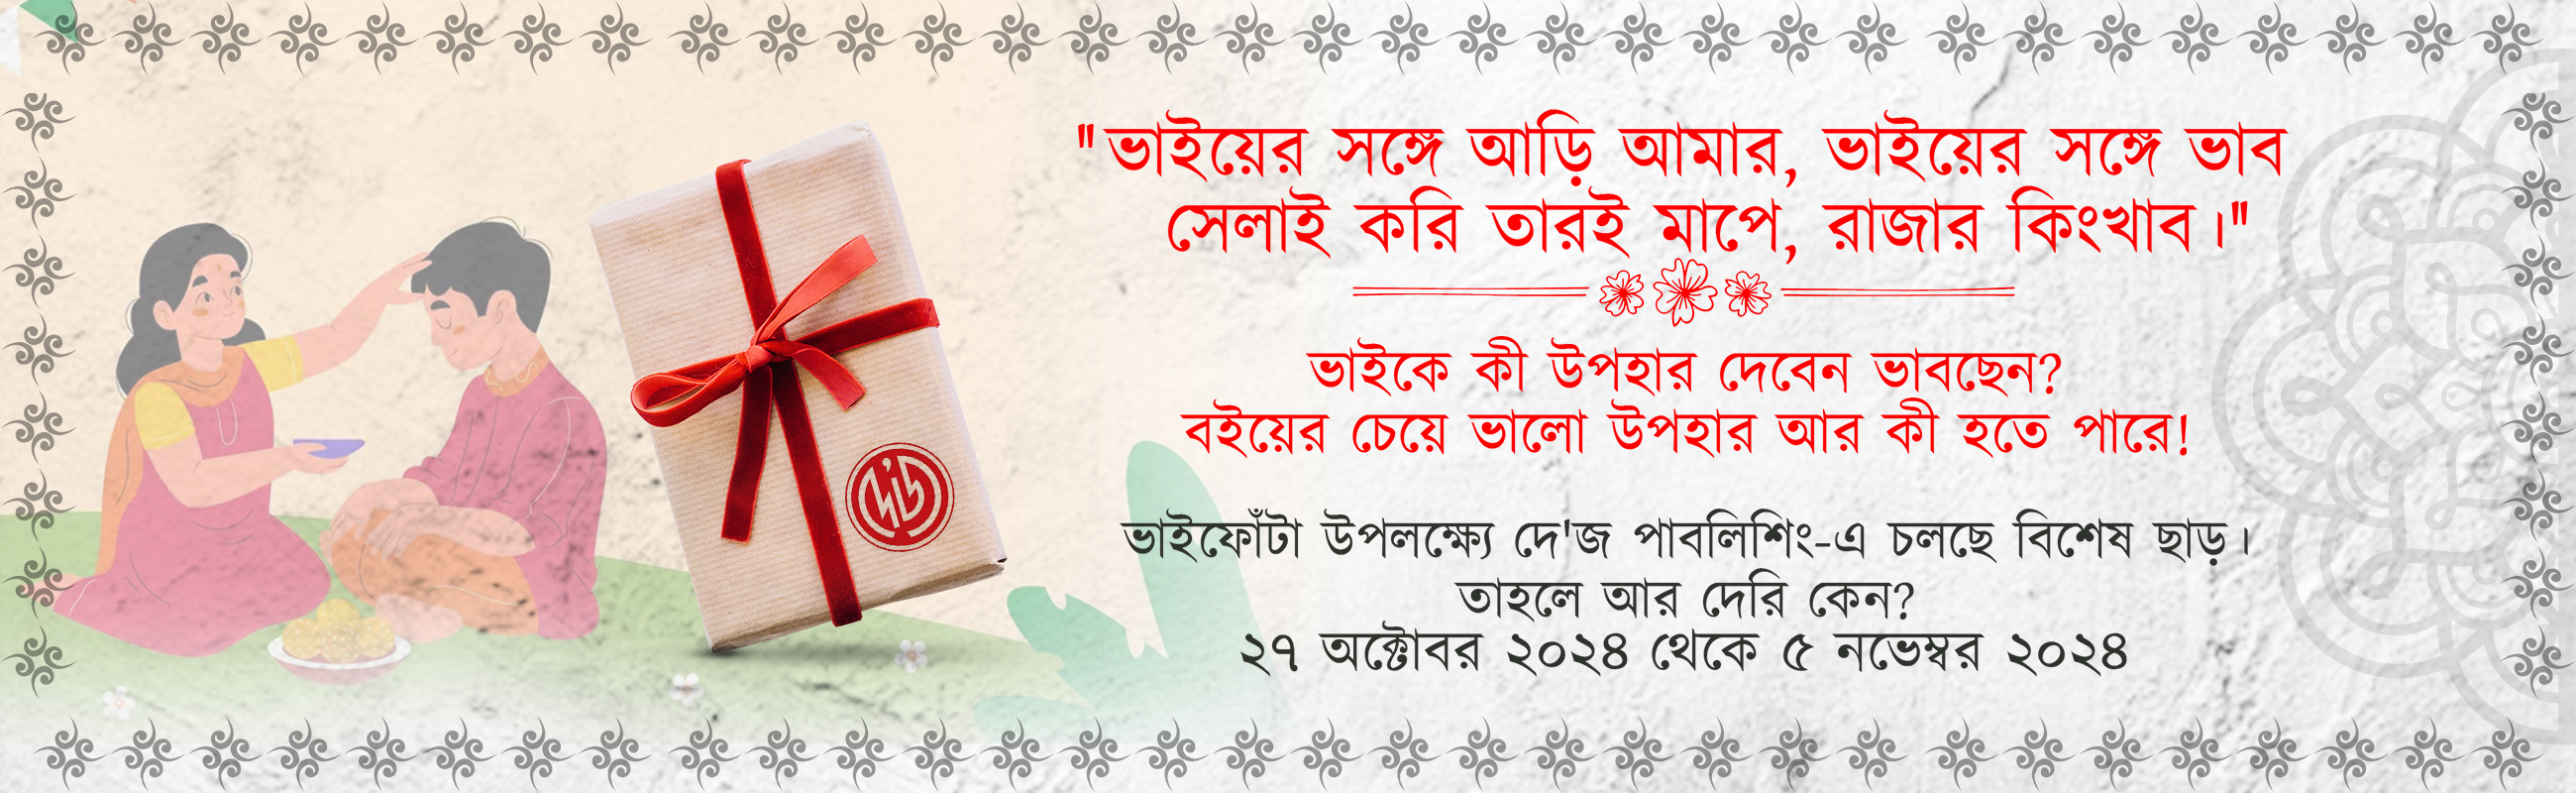 "ভাইয়ের সঙ্গে আড়ি আমার, ভাইয়ের সঙ্গে ভাব
সেলাই করি তারই মাপে, রাজার কিংখাব।"
ভাইকে কী উপহার দেবেন ভাবছেন?
বইয়ের চেয়ে ভালো উপহার আর কী হতে পারে!
ভাইফোঁটা উপলক্ষ্যে দে'জ পাবলিশিং-এ চলছে বিশেষ ছাড়।
তাহলে আর দেরি কেন?
২৭ অক্টোবর ২০২৪ থেকে ৫ নভেম্বর ২০২৪
দে'জ